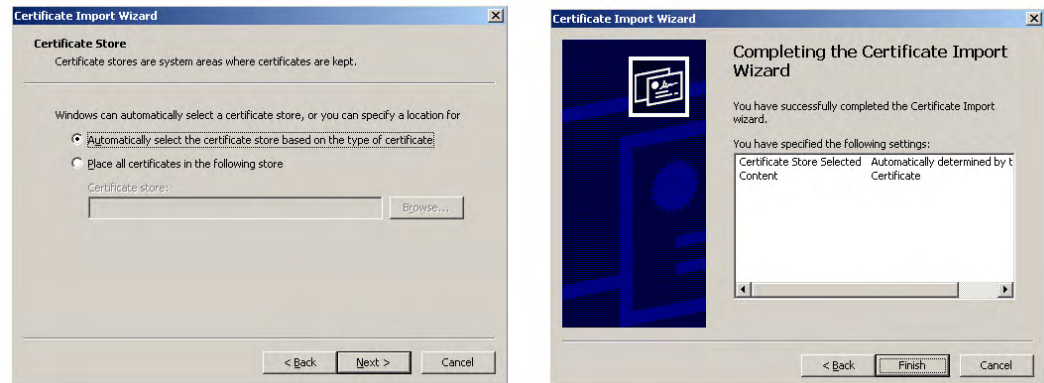 Certificate Import Wizard
Certificate Store
Certificate stores are system areas where certificates are kept.
Windows can automatically select a certificate store, or you can specify a location for
Automatically select the certificate store based on the type of certificate
Place all certificates in the following store
Certificate store:
Browse...
< Back Next > Cancel
Certificate Import Wizard
Completing the Certificate Import
Wizard
You have successfully completed the Certificate Import
wizard.
You have specified the following settings:
Certificate Store Selected Automatically determined by t
Content Certificate
< Back Finish Cancel